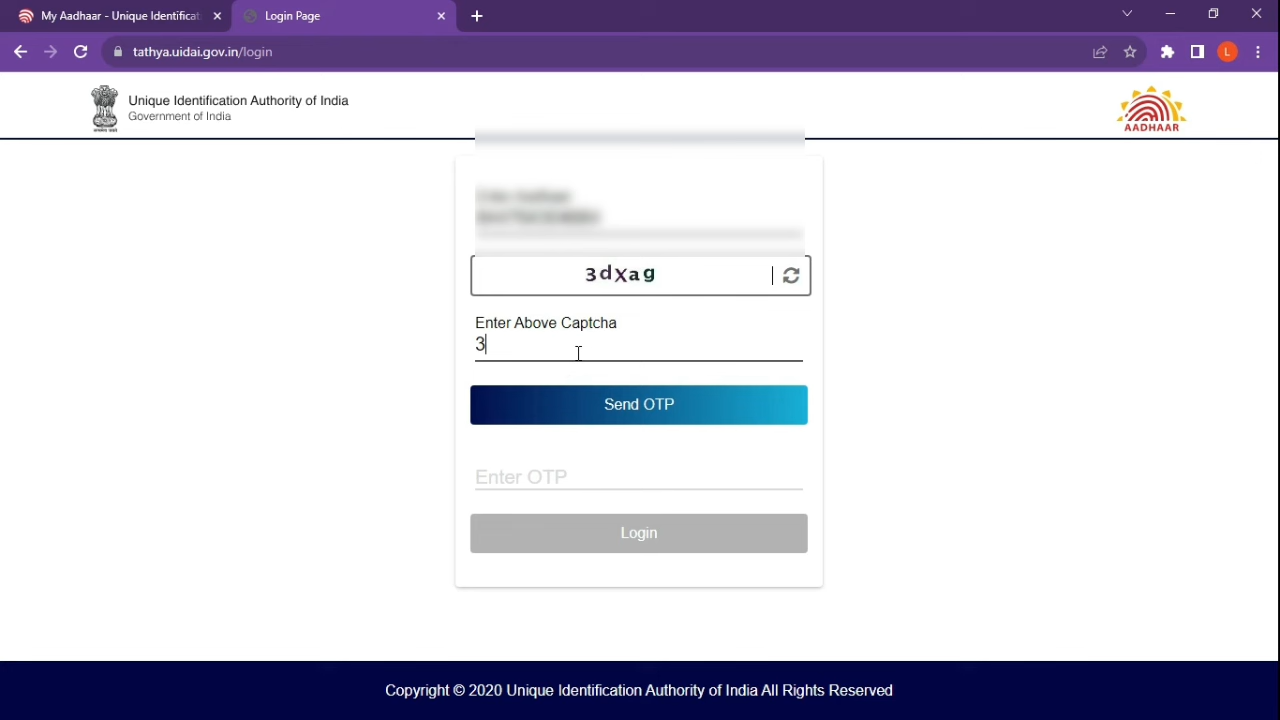 My Aadhaar - Unique Identificat
Login Page
tathya.uidai.gov.in/login
L
Unique Identification Authority of India
Government of India
AADHAAR
3dXag
Enter Above Captcha
3
Send OTP
Enter OTP
Login
Copyright © 2020 Unique Identification Authority of India All Rights Reserved